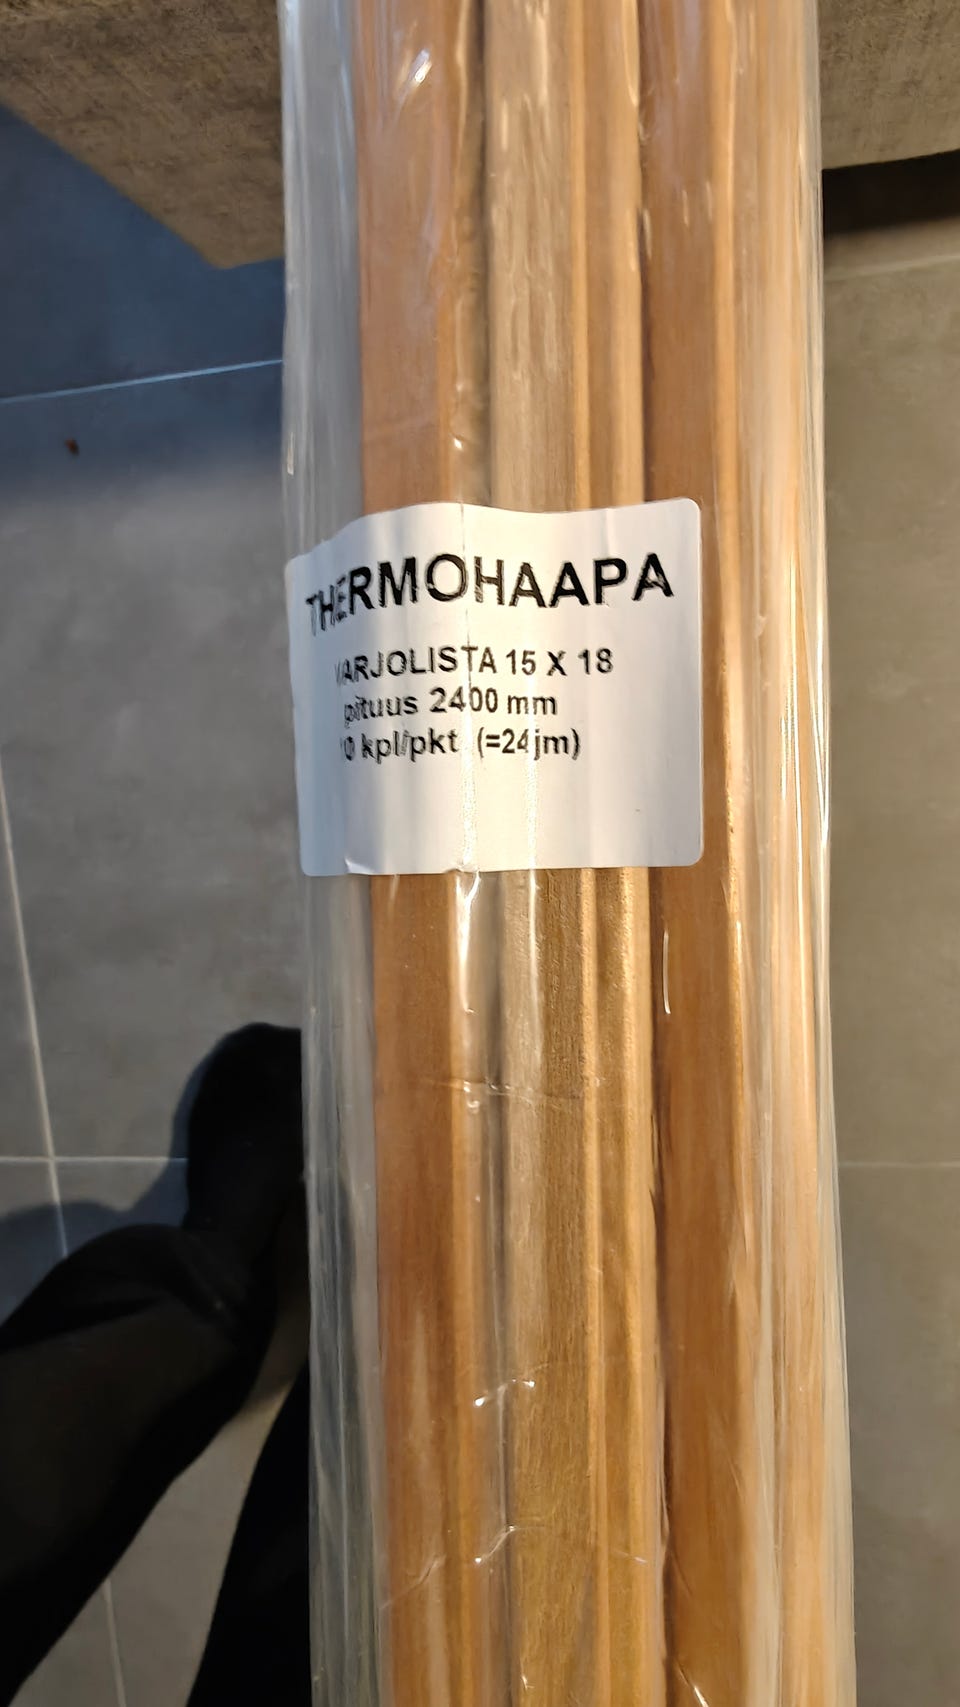 THERMOHAAPA
VARJOLISTA 15 X 18
pituus 2400 mm
10 kpl/pkt (=24jm)